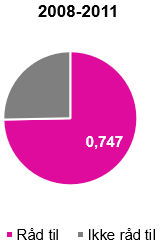 2008-2011
0,747
Råd til
Ikke råd til